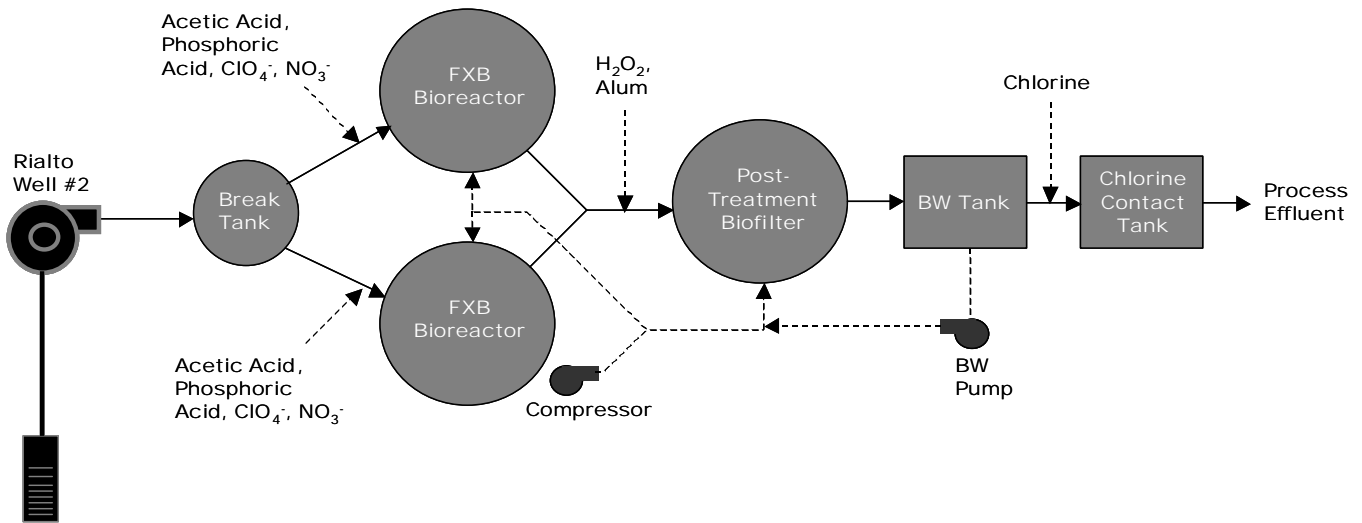 Acetic Acid,
Phosphoric
Acid, ClO₄⁻, NO₃⁻
FXB
Bioreactor
H₂O₂,
Alum
Chlorine
Rialto
Well #2
Break
Tank
Post-
Treatment
Biofilter
BW Tank
Chlorine
Contact
Tank
Process
Effluent
FXB
Bioreactor
Acetic Acid,
Phosphoric
Acid, ClO₄⁻, NO₃⁻
Compressor
BW
Pump